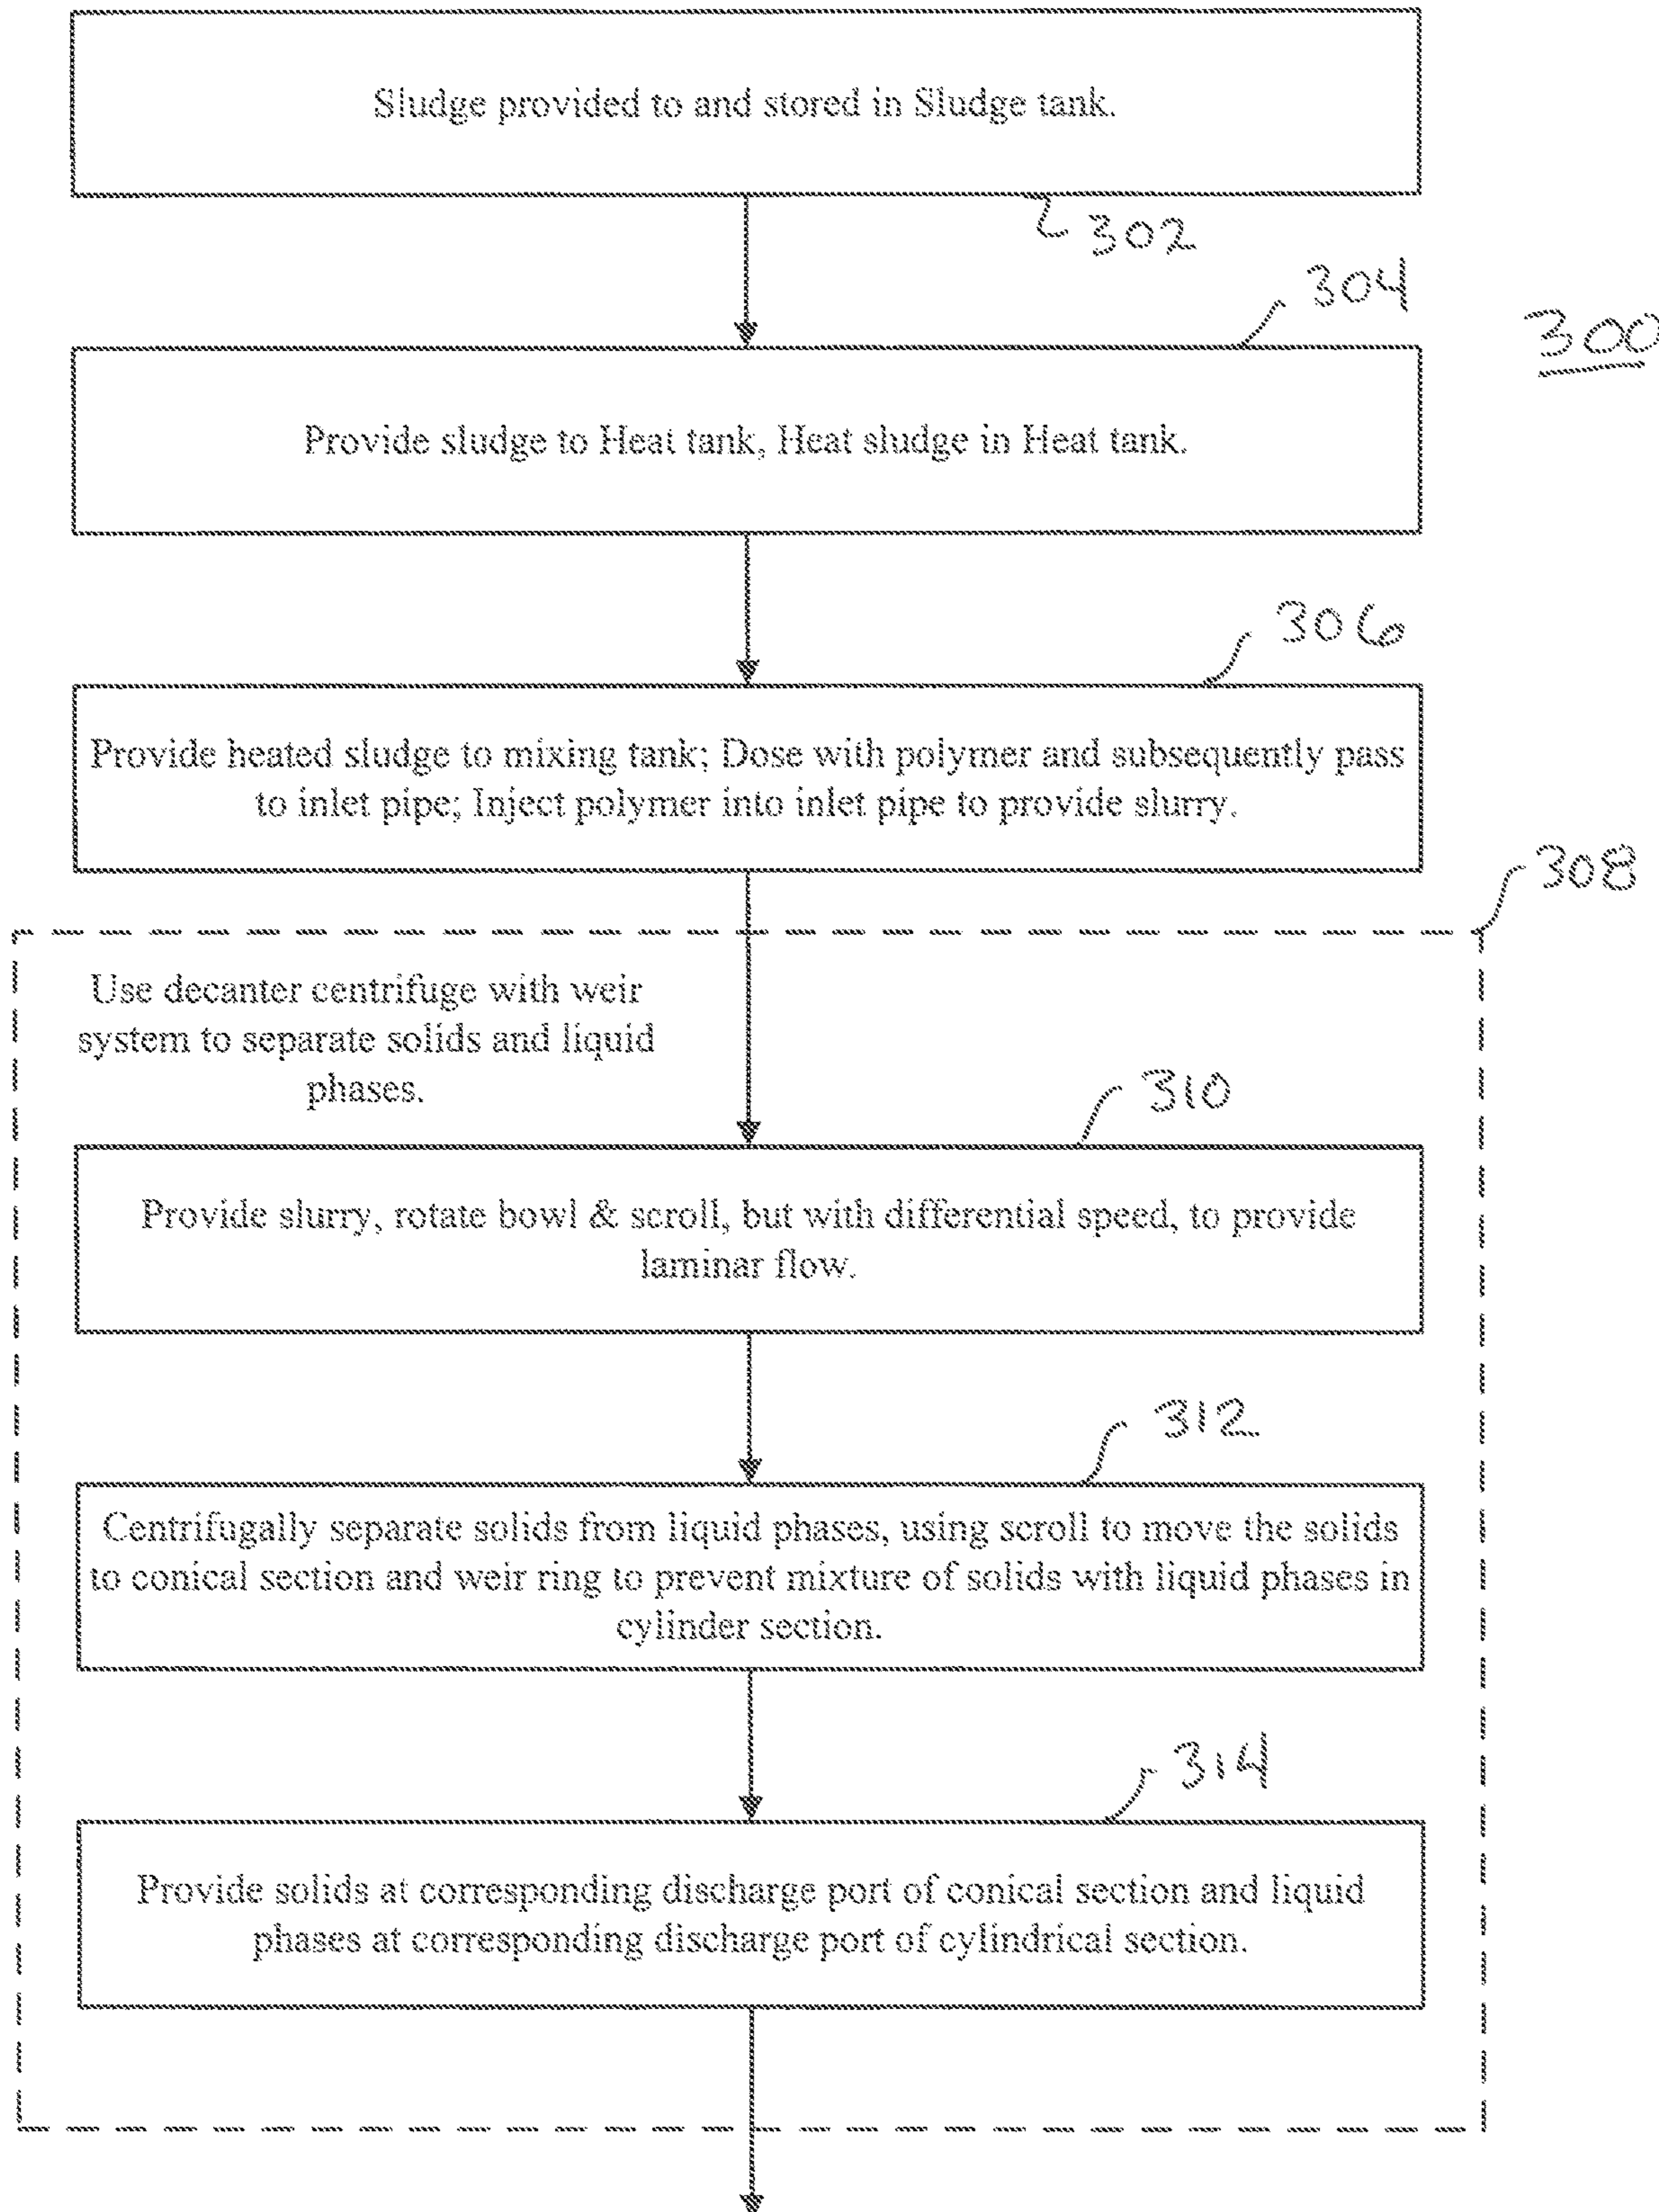 Sludge provided to and stored in Sludge tank.
302
304
300
Provide sludge to Heat tank, Heat sludge in Heat tank.
306
Provide heated sludge to mixing tank; Dose with polymer and subsequently pass
to inlet pipe; Inject polymer into inlet pipe to provide slurry.
308
Use decanter centrifuge with weir
system to separate solids and liquid
phases.
310
Provide slurry, rotate bowl & scroll, but with differential speed, to provide
laminar flow.
312
Centrifugally separate solids from liquid phases, using scroll to move the solids
to conical section and weir ring to prevent mixture of solids with liquid phases in
cylinder section.
314
Provide solids at corresponding discharge port of conical section and liquid
phases at corresponding discharge port of cylindrical section.